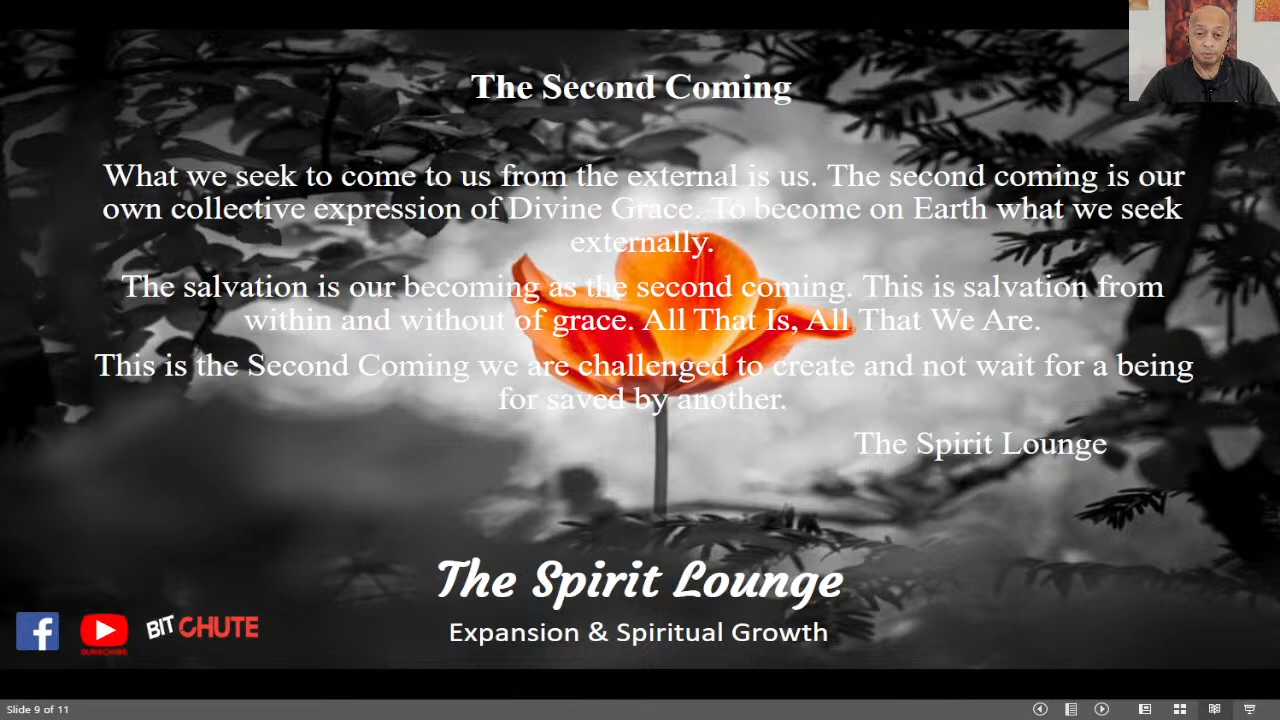 The Second Coming
What we seek to come to us from the external is us. The second coming is our
own collective expression of Divine Grace. To become on Earth what we seek
externally.
The salvation is our becoming as the second coming. This is salvation from
within and without of grace. All That Is, All That We Are.
This is the Second Coming we are challenged to create and not wait for a being
for saved by another.
The Spirit Lounge
The Spirit Lounge
Expansion & Spiritual Growth
f
SUBSCRIBE
BIT CHUTE
Slide 9 of 11